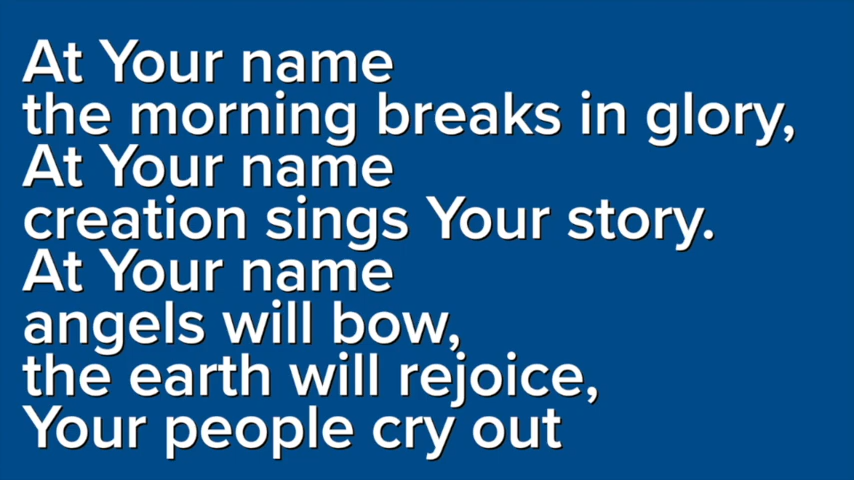 At Your name
the morning breaks in glory,
At Your name
creation sings Your story.
At Your name
angels will bow,
the earth will rejoice,
Your people cry out